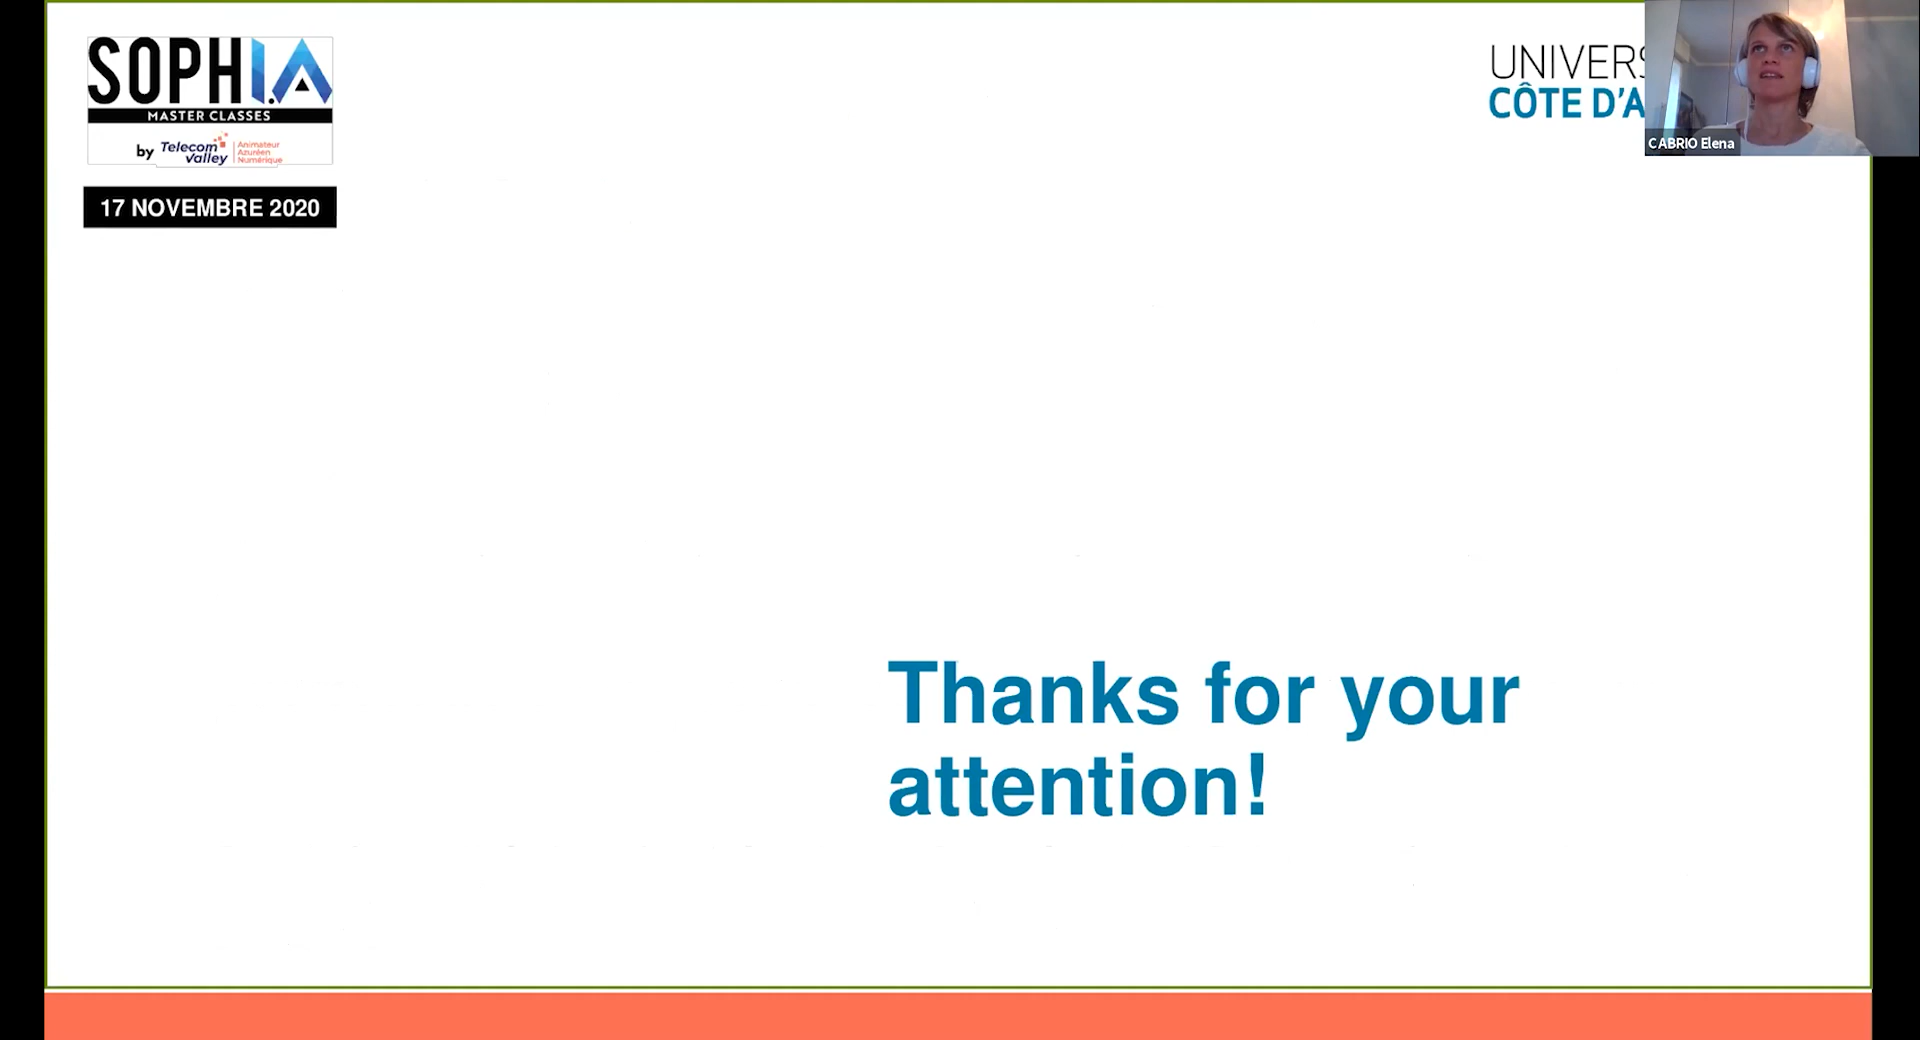 SOPHI.A
MASTER CLASSES
by Telecom Valley
Animateur
Azuréen
Numérique
17 NOVEMBRE 2020
UNIVERS
CÔTE D'A
CABRIO Elena
Thanks for your
attention!